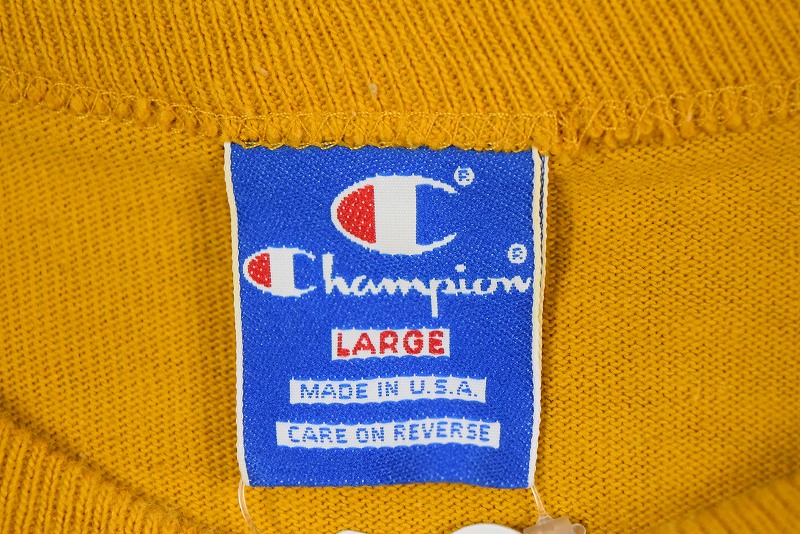 C®
Champion®
LARGE
MADE IN U.S.A.
CARE ON REVERSE